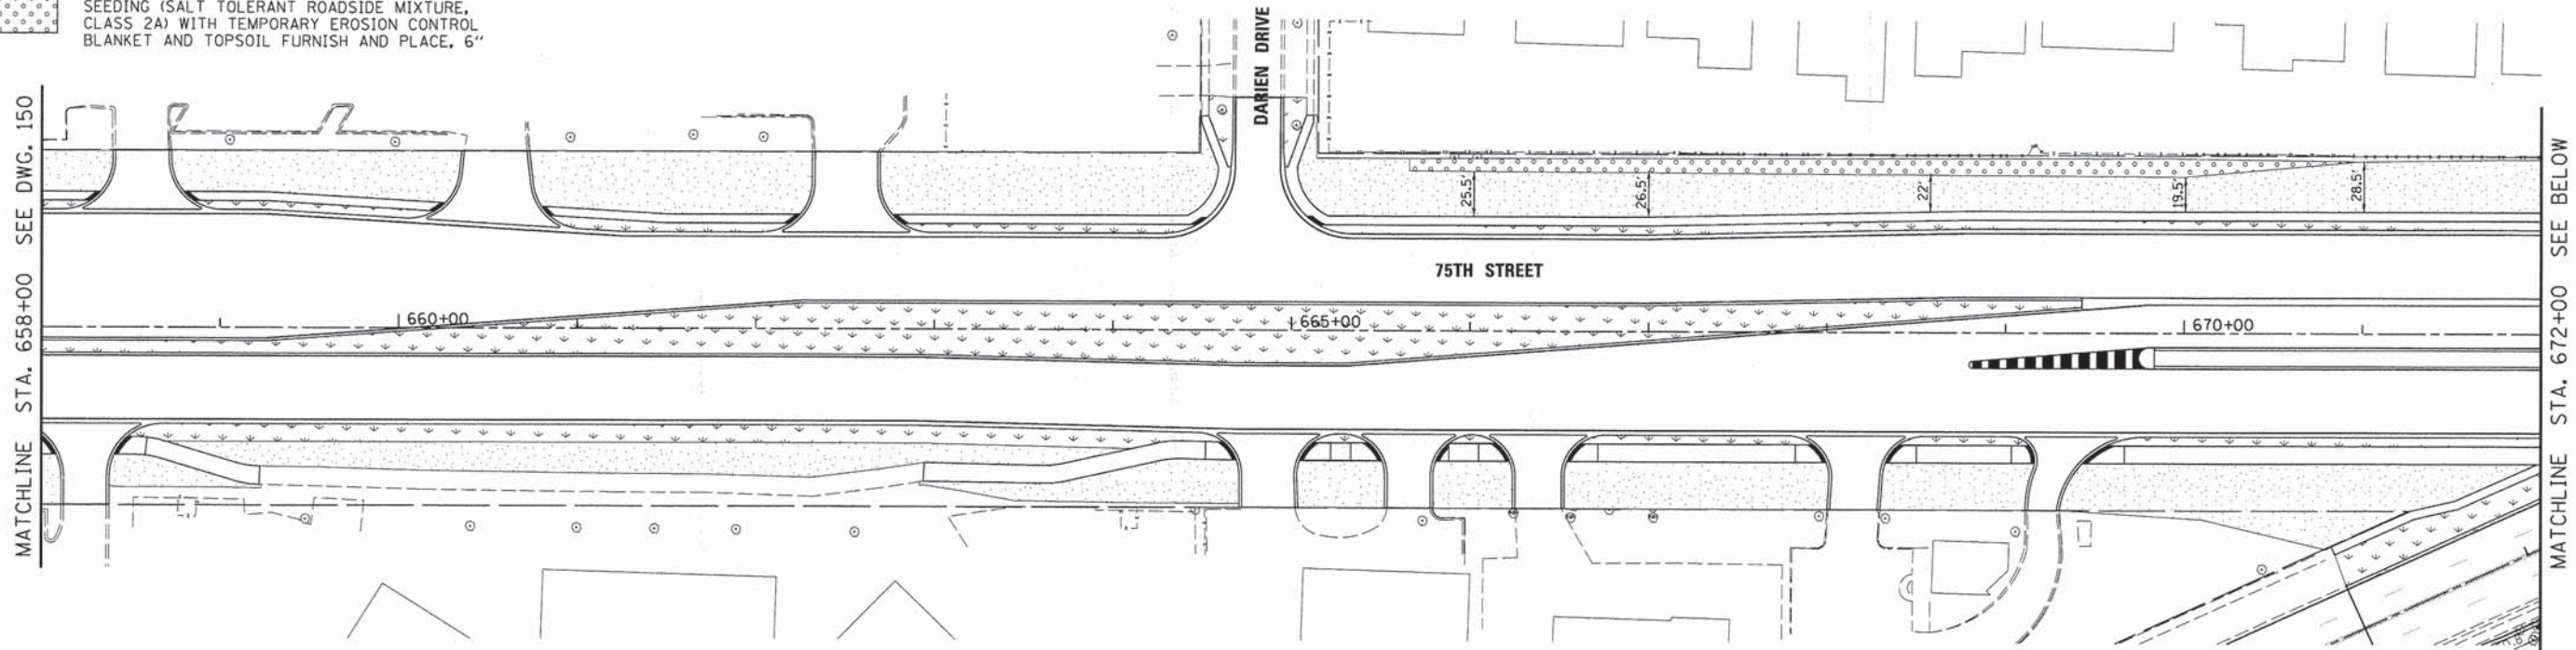 SEEDING (SALT TOLERANT ROADSIDE MIXTURE,
CLASS 2A) WITH TEMPORARY EROSION CONTROL
BLANKET AND TOPSOIL FURNISH AND PLACE, 6"
DARIEN DRIVE
MATCHLINE STA. 658+00 SEE DWG. 150
25.5'
26.5'
22'
19.5'
28.5'
75TH STREET
660+00
665+00
670+00
MATCHLINE STA. 672+00 SEE BELOW